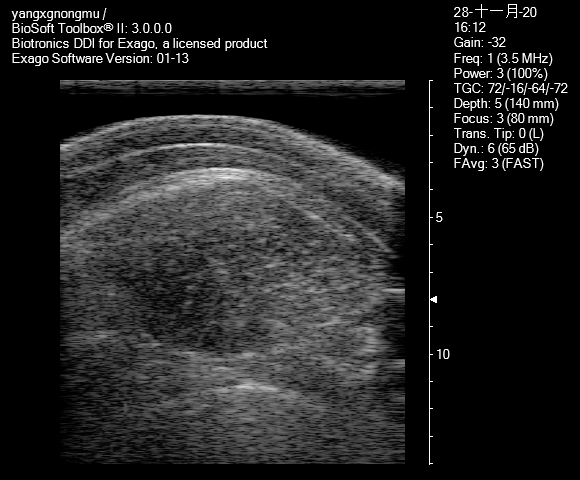 yangxgnongmu /
BioSoft Toolbox® II: 3.0.0.0
Biotronics DDI for Exago, a licensed product
Exago Software Version: 01-13
28-十一月-20
16:12
Gain: -32
Freq: 1 (3.5 MHz)
Power: 3 (100%)
TGC: 72/-16/-64/-72
Depth: 5 (140 mm)
Focus: 3 (80 mm)
Trans. Tip: 0 (L)
Dyn.: 6 (65 dB)
FAvg: 3 (FAST)
5
10